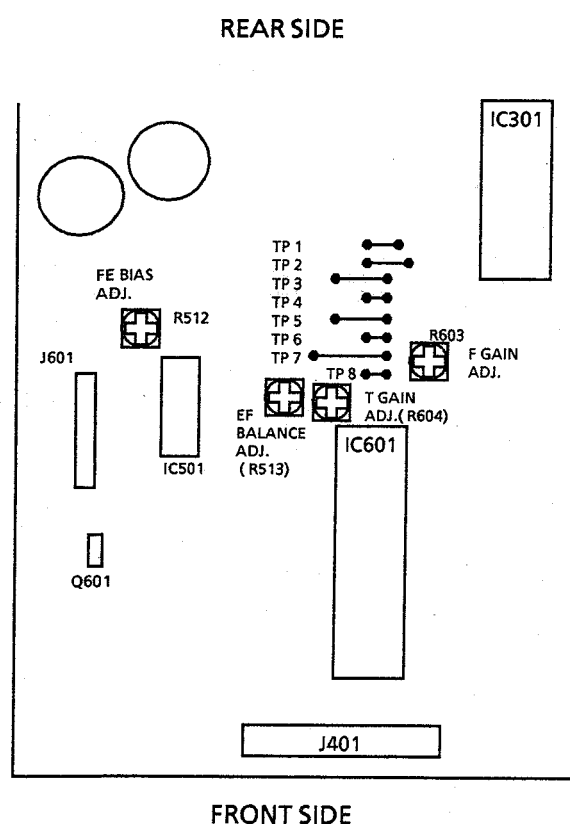 REAR SIDE
IC301
TP 1
TP 2
TP 3
TP 4
TP 5
TP 6
TP 7
TP 8
FE BIAS
ADJ.
R512
R603
F GAIN
ADJ.
J601
T GAIN
ADJ.( R604)
EF
BALANCE
ADJ.
( R513)
IC601
IC501
Q601
J401
FRONT SIDE